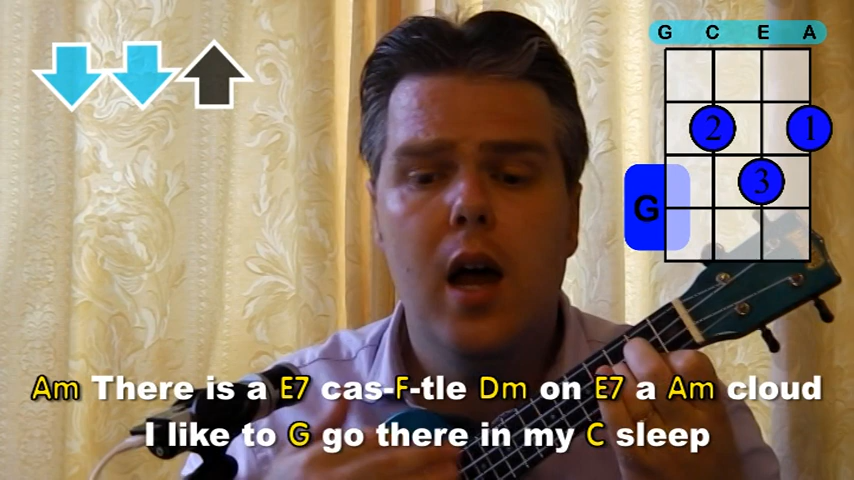 G C E A
2 1
3
G
Am There is a E7 cas-F-tle Dm on E7 a Am cloud
I like to G go there in my C sleep